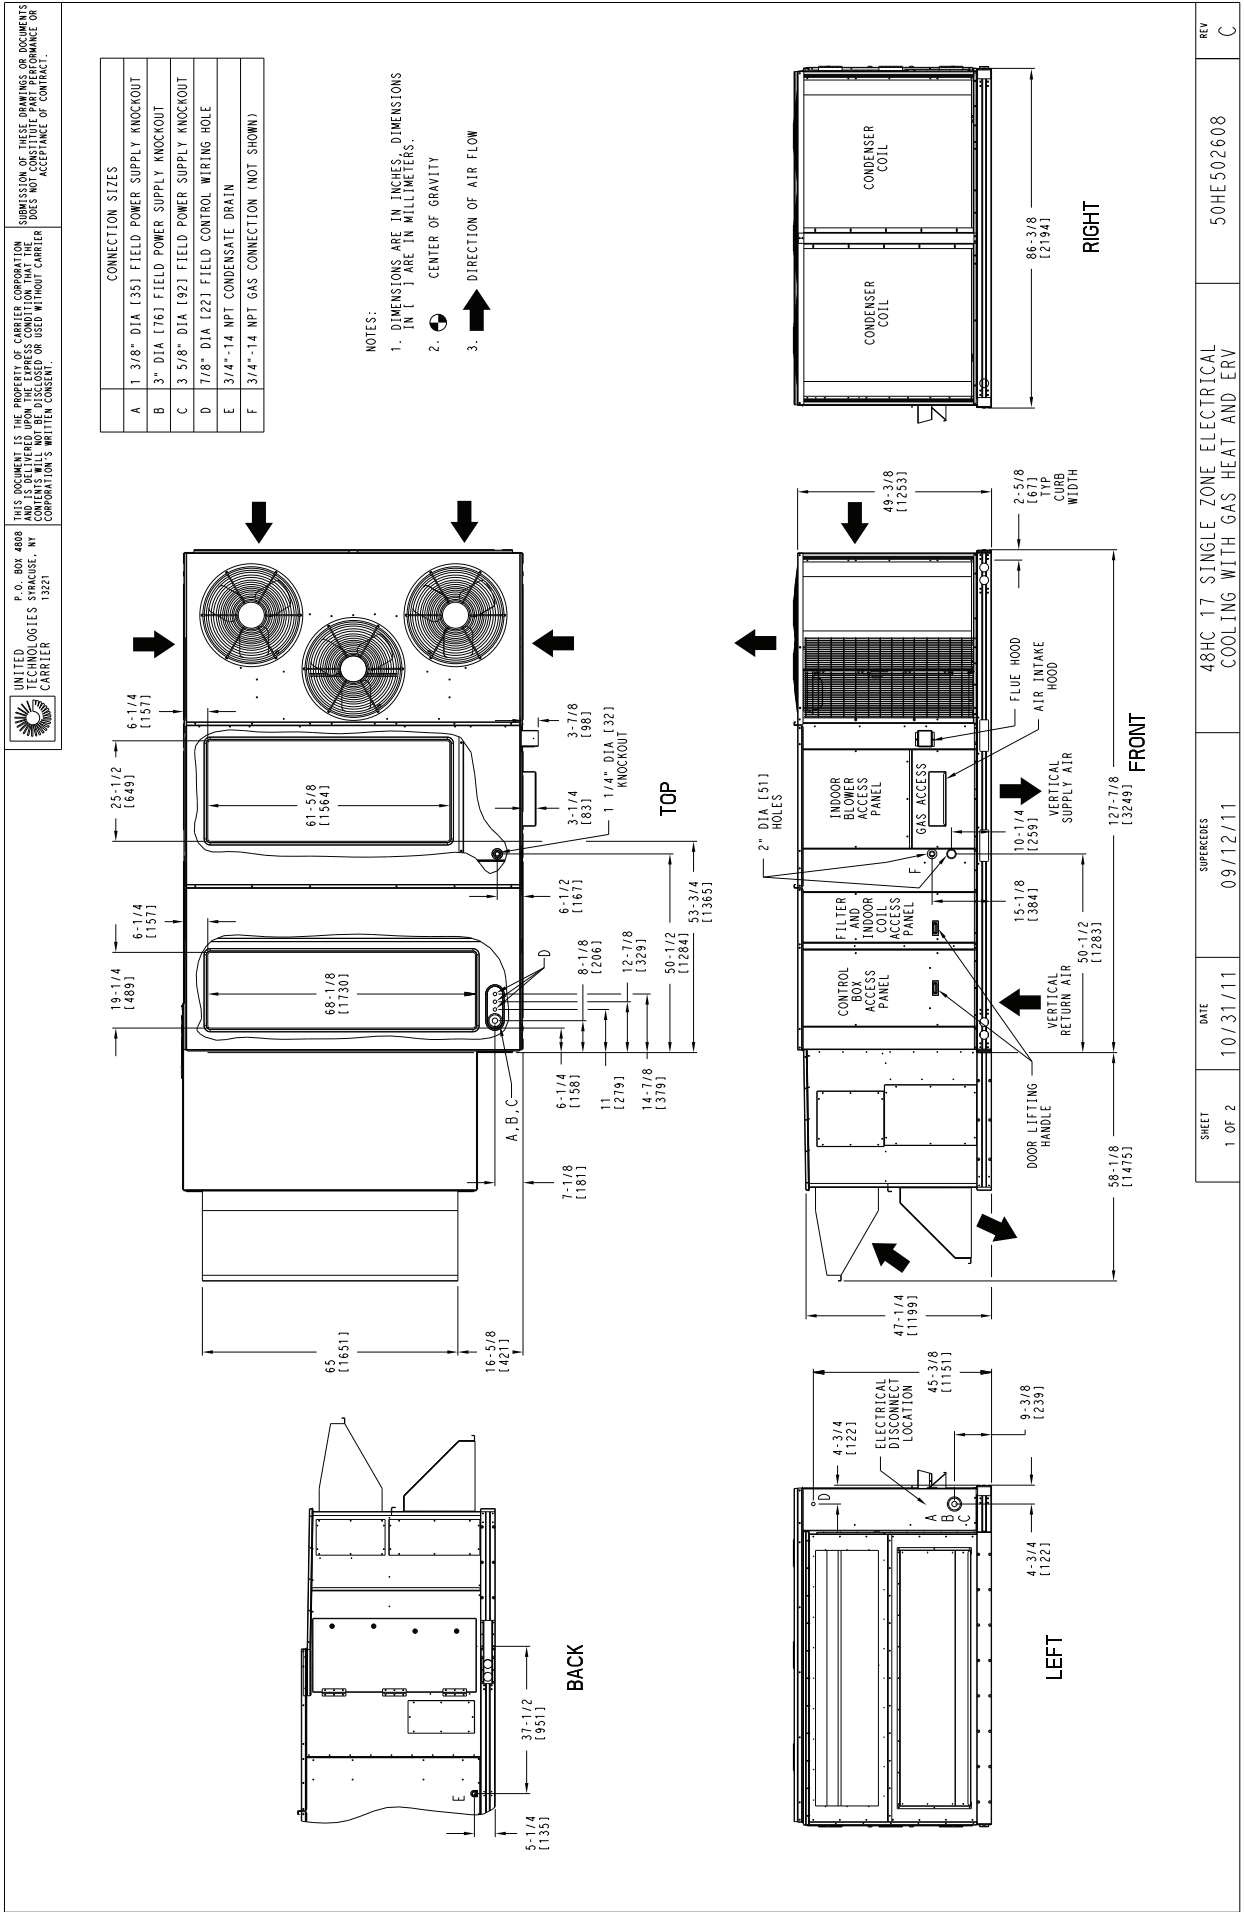 UNITED
TECHNOLOGIES
CARRIER
P.O. BOX 4808
SYRACUSE, NY
13221
THIS DOCUMENT IS THE PROPERTY OF CARRIER CORPORATION
AND IS DELIVERED UPON THE EXPRESS CONDITION THAT THE
CONTENTS WILL NOT BE DISCLOSED OR USED WITHOUT CARRIER
CORPORATION'S WRITTEN CONSENT.
SUBMISSION OF THESE DRAWINGS OR DOCUMENTS
DOES NOT CONSTITUTE PART PERFORMANCE OR
ACCEPTANCE OF CONTRACT.
CONNECTION SIZES
A 1 3/8" DIA [35] FIELD POWER SUPPLY KNOCKOUT
B 3" DIA [76] FIELD POWER SUPPLY KNOCKOUT
C 3 5/8" DIA [92] FIELD POWER SUPPLY KNOCKOUT
D 7/8" DIA [22] FIELD CONTROL WIRING HOLE
E 3/4"-14 NPT CONDENSATE DRAIN
F 3/4"-14 NPT GAS CONNECTION (NOT SHOWN)
NOTES:
1. DIMENSIONS ARE IN INCHES, DIMENSIONS
IN [ ] ARE IN MILLIMETERS.
2. CENTER OF GRAVITY
3. DIRECTION OF AIR FLOW
19-1/4
[489]
6-1/4
[157]
25-1/2
[649]
6-1/4
[157]
68-1/8
[1730]
61-5/8
[1564]
65
[1651]
16-5/8
[421]
7-1/8
[181]
A,B,C
6-1/4
[158]
8-1/8
[206]
11
[279]
12-7/8
[329]
14-7/8
[379]
D
6-1/2
[167]
50-1/2
[1284]
53-3/4
[1365]
3-1/4
[83]
3-7/8
[98]
1 1/4" DIA [32]
KNOCKOUT
TOP
E
5-1/4
[135]
37-1/2
[951]
BACK
4-3/4
[122]
D
ELECTRICAL
DISCONNECT
LOCATION
A
B
C
45-3/8
[1151]
9-3/8
[239]
4-3/4
[122]
LEFT
47-1/4
[1199]
58-1/8
[1475]
CONTROL
BOX
ACCESS
PANEL
FILTER
AND
INDOOR
COIL
ACCESS
PANEL
INDOOR
BLOWER
ACCESS
PANEL
GAS ACCESS
F
2" DIA [51]
HOLES
DOOR LIFTING
HANDLE
VERTICAL
RETURN AIR
VERTICAL
SUPPLY AIR
15-1/8
[384]
10-1/4
[259]
50-1/2
[1283]
127-7/8
[3249]
FLUE HOOD
AIR INTAKE
HOOD
49-3/8
[1253]
2-5/8
[67]
TYP
CURB
WIDTH
FRONT
CONDENSER
COIL
CONDENSER
COIL
86-3/8
[2194]
RIGHT
SHEET
1 OF 2
DATE
10/31/11
SUPERCEDES
09/12/11
48HC 17 SINGLE ZONE ELECTRICAL
COOLING WITH GAS HEAT AND ERV
50HE502608
REV
C